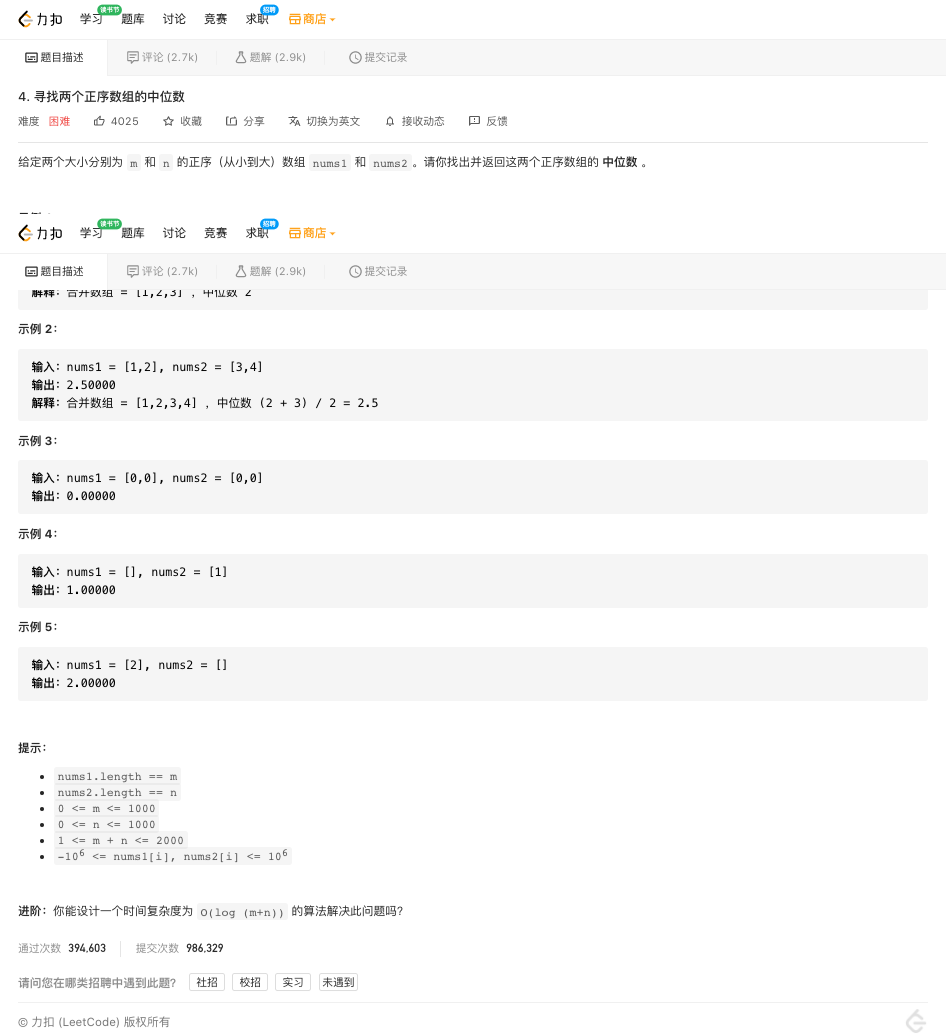 力扣 学习 读书节 题库 讨论 竞赛 求职 招聘 商店
题目描述 评论 (2.7k) 题解 (2.9k) 提交记录
4. 寻找两个正序数组的中位数
难度 困难 4025 收藏 分享 切换为英文 接收动态 反馈
给定两个大小分别为 m 和 n 的正序（从小到大）数组 nums1 和 nums2。请你找出并返回这两个正序数组的 中位数 。
力扣 学习 读书节 题库 讨论 竞赛 求职 招聘 商店
题目描述 评论 (2.7k) 题解 (2.9k) 提交记录
解释：合并数组 = [1,2,3] ，中位数 2
示例 2：
输入：nums1 = [1,2], nums2 = [3,4]
输出：2.50000
解释：合并数组 = [1,2,3,4] ，中位数 (2 + 3) / 2 = 2.5
示例 3：
输入：nums1 = [0,0], nums2 = [0,0]
输出：0.00000
示例 4：
输入：nums1 = [], nums2 = [1]
输出：1.00000
示例 5：
输入：nums1 = [2], nums2 = []
输出：2.00000
提示：
nums1.length == m
nums2.length == n
0 <= m <= 1000
0 <= n <= 1000
1 <= m + n <= 2000
-10⁶ <= nums1[i], nums2[i] <= 10⁶
进阶：你能设计一个时间复杂度为 O(log (m+n)) 的算法解决此问题吗？
通过次数 394,603 提交次数 986,329
请问您在哪类招聘中遇到此题？ 社招 校招 实习 未遇到
© 力扣 (LeetCode) 版权所有